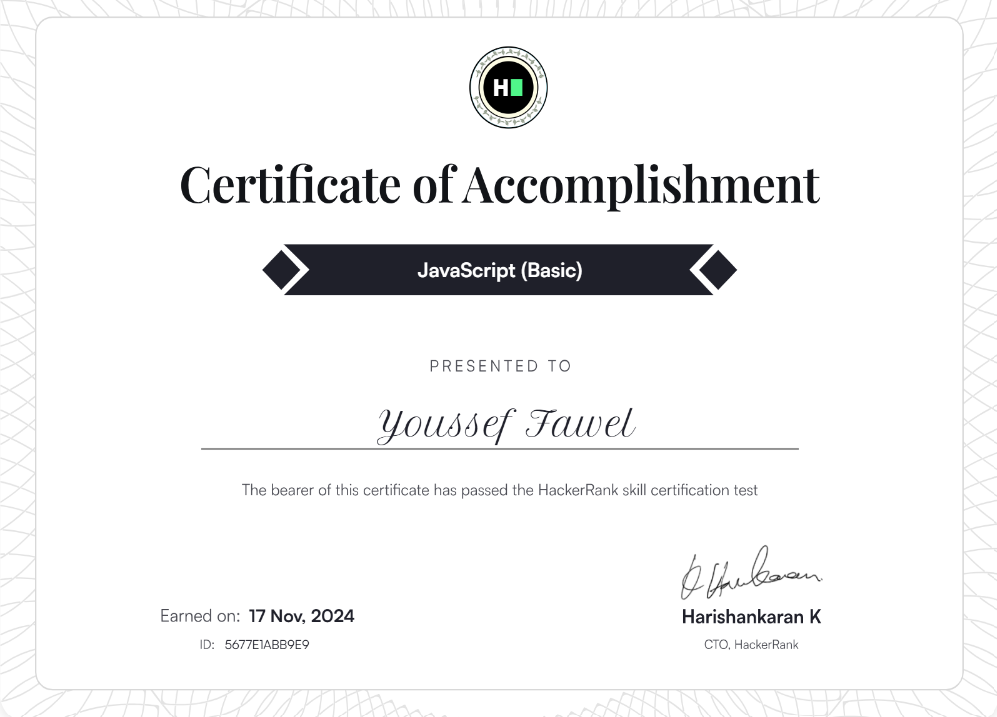 H
Certificate of Accomplishment
JavaScript (Basic)
PRESENTED TO
Youssef Fawel
The bearer of this certificate has passed the HackerRank skill certification test
Earned on: 17 Nov, 2024
ID: 5677E1ABB9E9
Harishankaran K
CTO, HackerRank